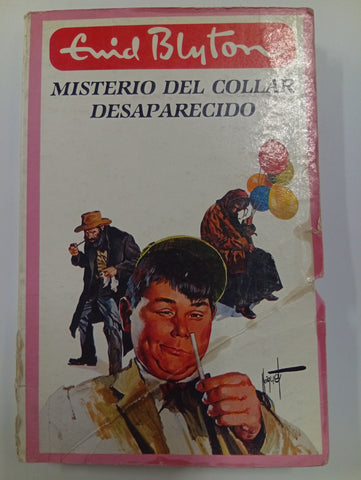 Enid Blyton
MISTERIO DEL COLLAR
DESAPARECIDO